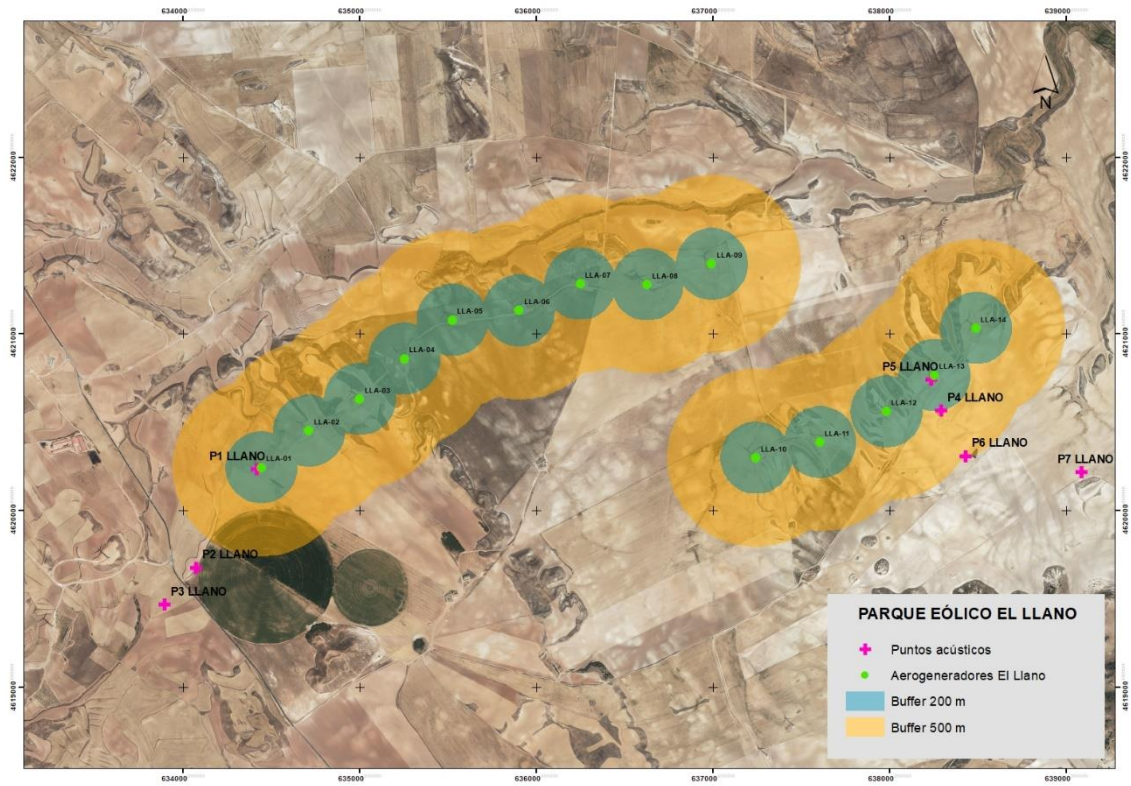 634000
635000
636000
637000
638000
639000
N
4622000
4622000
LLA-09
LLA-07
LLA-08
LLA-06
LLA-05
LLA-14
4621000
4621000
LLA-04
P5 LLANO
LLA-13
LLA-03
P4 LLANO
LLA-12
LLA-02
LLA-11
P1 LLANO
LLA-01
LLA-10
P6 LLANO
P7 LLANO
4620000
4620000
P2 LLANO
P3 LLANO
PARQUE EÓLICO EL LLANO
Puntos acústicos
Aerogeneradores El Llano
Buffer 200 m
Buffer 500 m
4619000
4619000
634000
635000
636000
637000
638000
639000